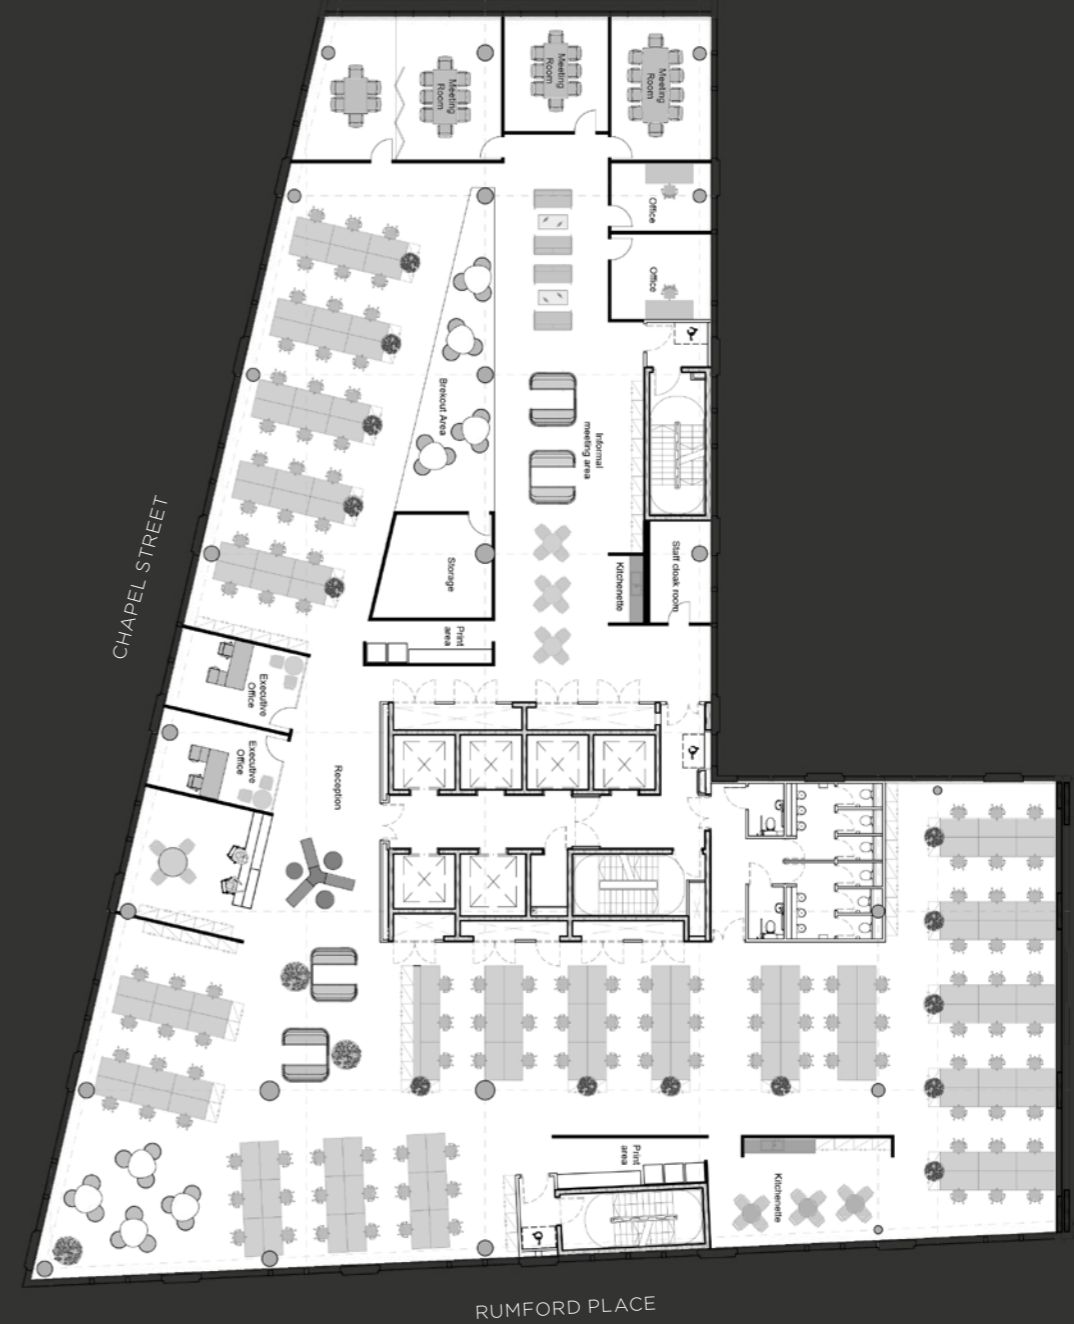 Meeting
Room
Meeting
Room
Meeting
Room
Office
Office
Brekout Area
Informal
meeting area
Storage
Kitchenette
Staff cloak room
Print
area
Executive
Office
Executive
Office
Reception
Print
area
Kitchenette
CHAPEL STREET
RUMFORD PLACE